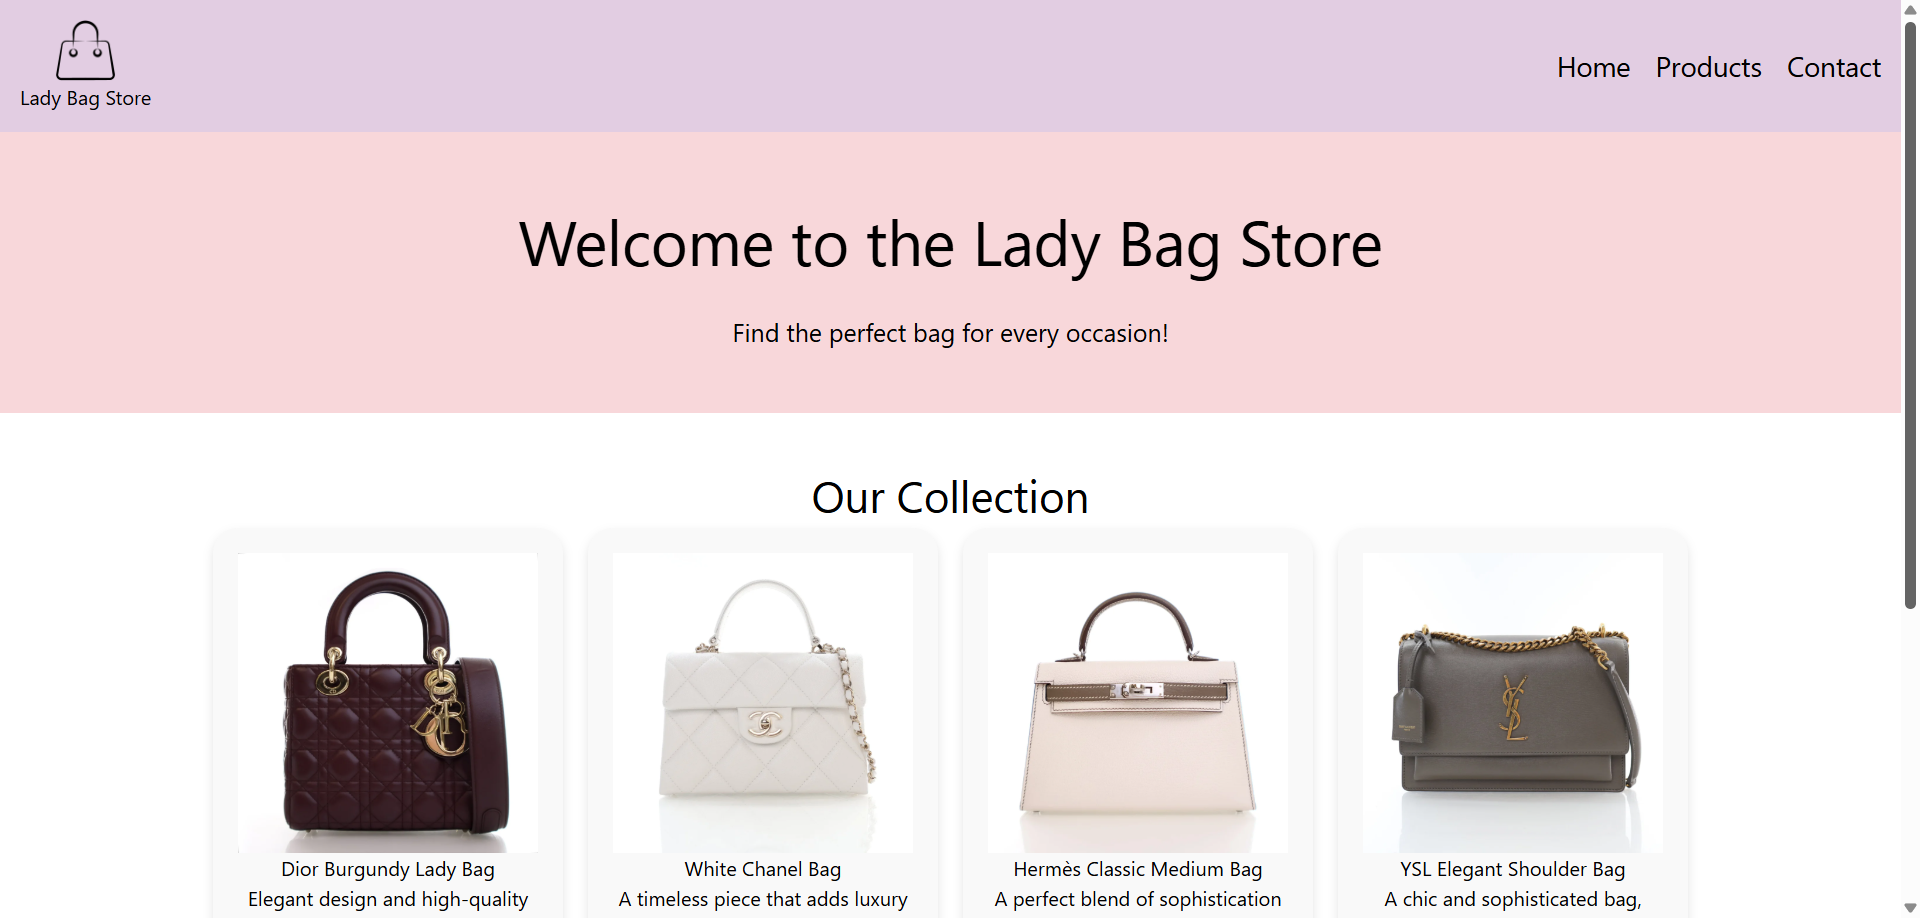 Lady Bag Store
Home Products Contact
Welcome to the Lady Bag Store
Find the perfect bag for every occasion!
Our Collection
Dior Burgundy Lady Bag
Elegant design and high-quality
White Chanel Bag
A timeless piece that adds luxury
Hermès Classic Medium Bag
A perfect blend of sophistication
YSL Elegant Shoulder Bag
A chic and sophisticated bag,